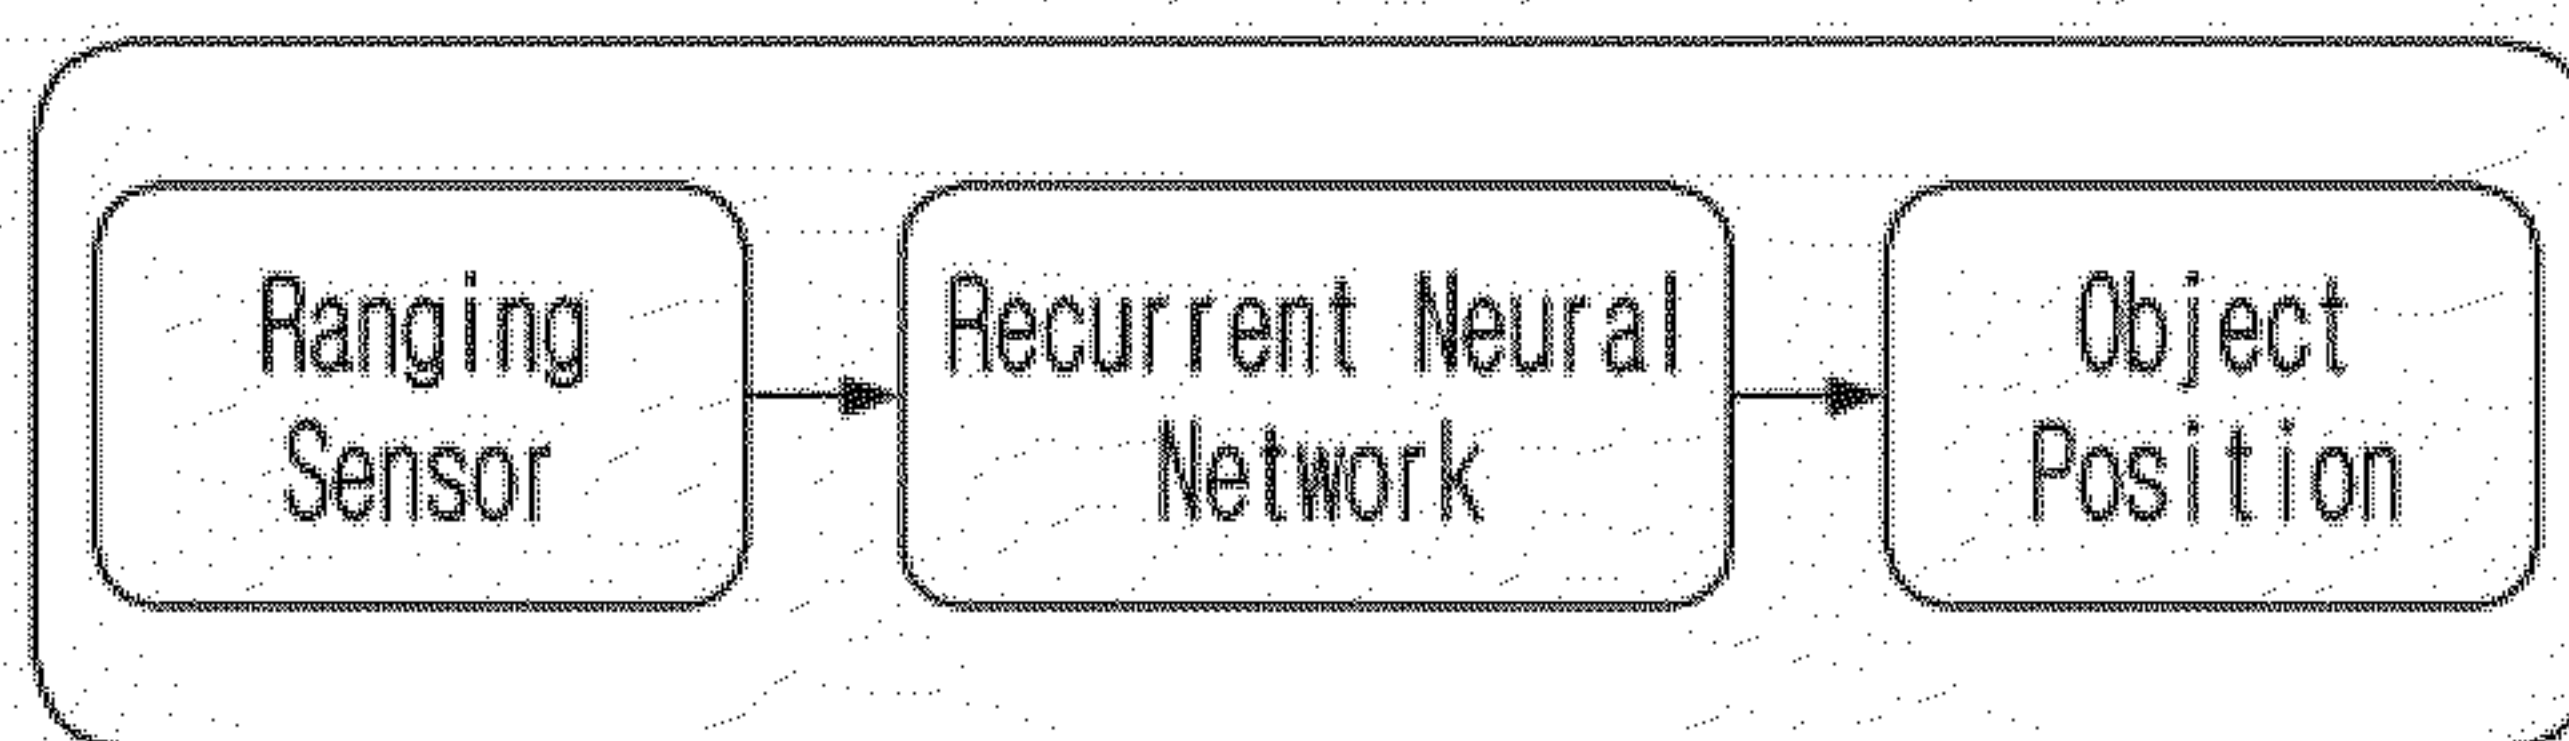 Ranging
Sensor
Recurrent Neural
Network
Object
Position